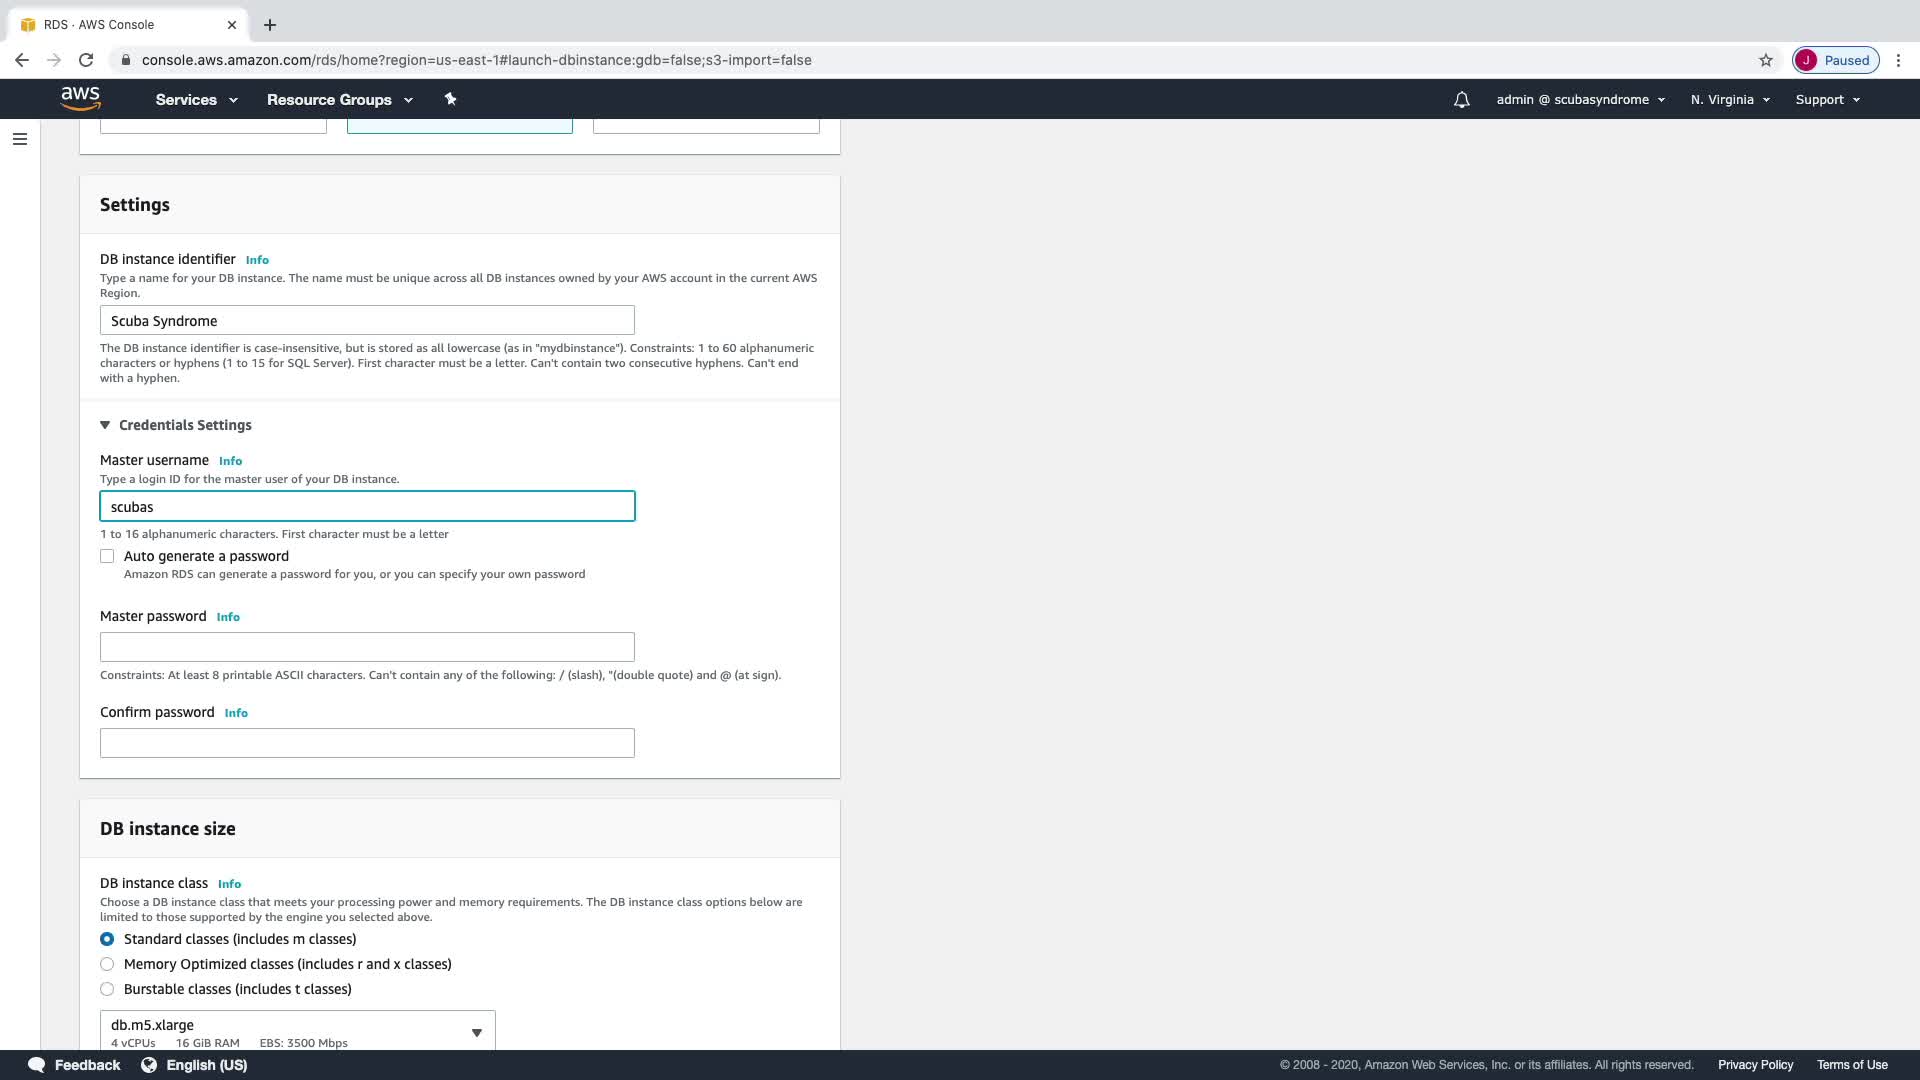 RDS · AWS Console
console.aws.amazon.com/rds/home?region=us-east-1#launch-dbinstance:gdb=false;s3-import=false
J Paused
aws
Services
Resource Groups
admin @ scubasyndrome
N. Virginia
Support
Settings
DB instance identifier Info
Type a name for your DB instance. The name must be unique across all DB instances owned by your AWS account in the current AWS
Region.
Scuba Syndrome
The DB instance identifier is case-insensitive, but is stored as all lowercase (as in "mydbinstance"). Constraints: 1 to 60 alphanumeric
characters or hyphens (1 to 15 for SQL Server). First character must be a letter. Can't contain two consecutive hyphens. Can't end
with a hyphen.
Credentials Settings
Master username Info
Type a login ID for the master user of your DB instance.
scubas
1 to 16 alphanumeric characters. First character must be a letter
Auto generate a password
Amazon RDS can generate a password for you, or you can specify your own password
Master password Info
Constraints: At least 8 printable ASCII characters. Can't contain any of the following: / (slash), "(double quote) and @ (at sign).
Confirm password Info
DB instance size
DB instance class Info
Choose a DB instance class that meets your processing power and memory requirements. The DB instance class options below are
limited to those supported by the engine you selected above.
Standard classes (includes m classes)
Memory Optimized classes (includes r and x classes)
Burstable classes (includes t classes)
db.m5.xlarge
4 vCPUs 16 GiB RAM EBS: 3500 Mbps
Feedback
English (US)
© 2008 - 2020, Amazon Web Services, Inc. or its affiliates. All rights reserved.
Privacy Policy
Terms of Use